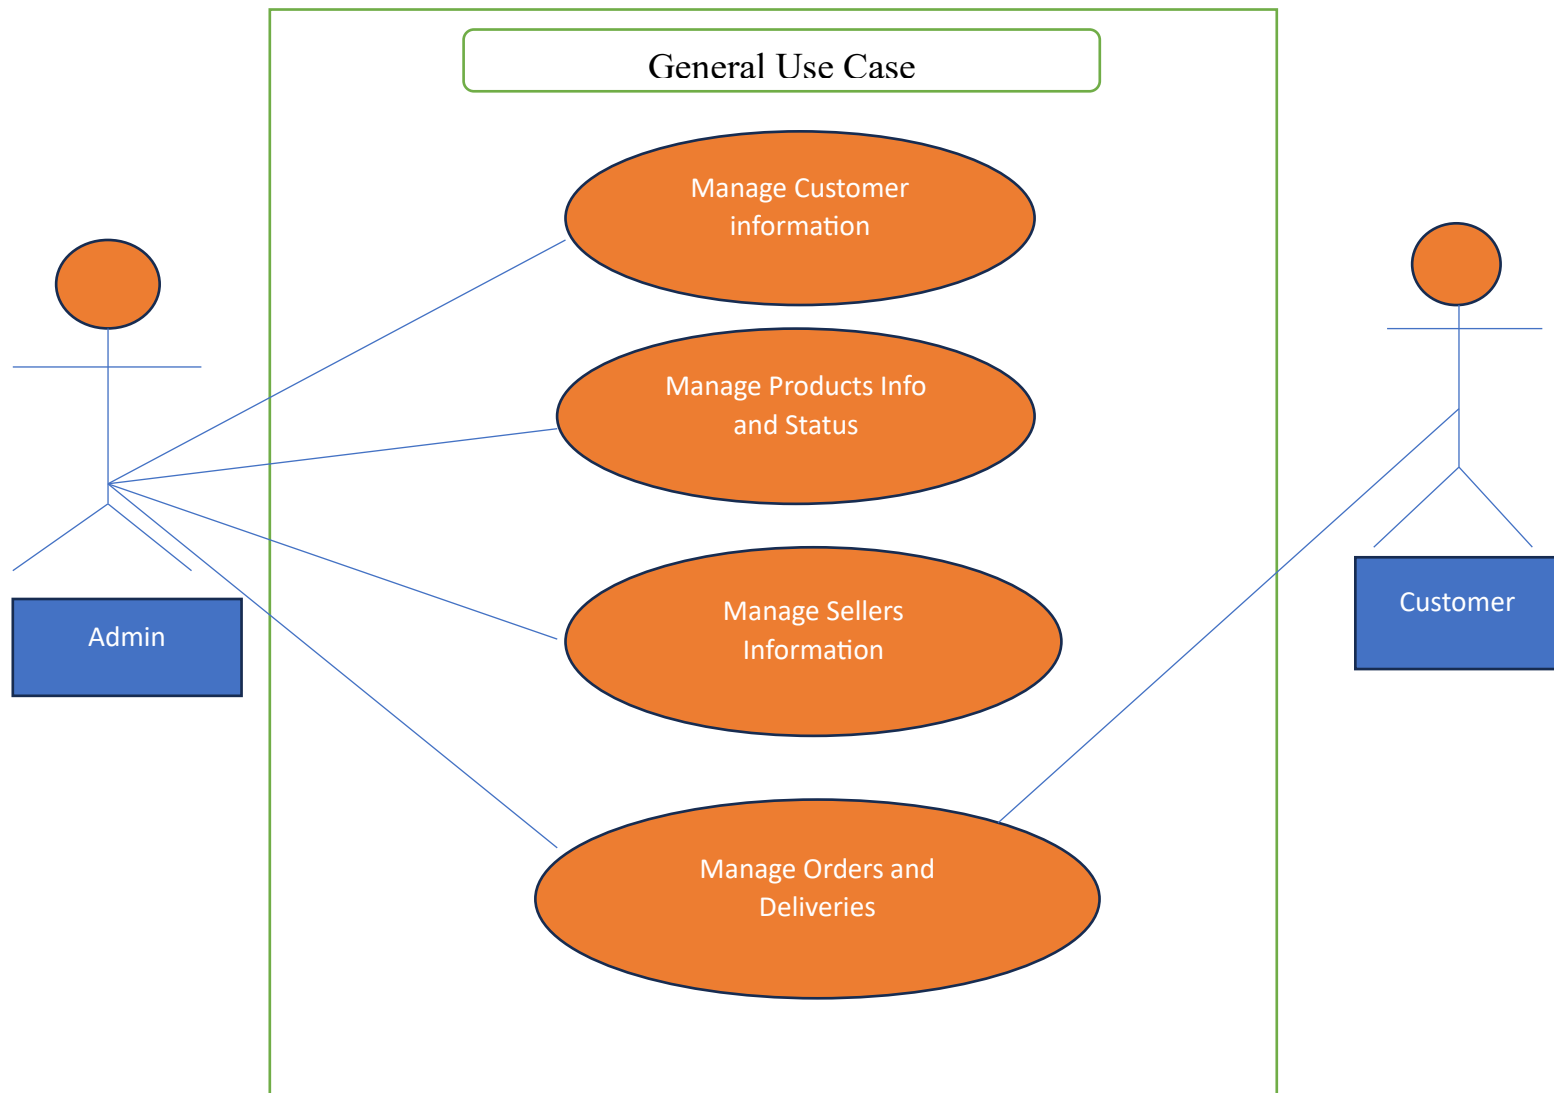 General Use Case
Manage Customer
information
Manage Products Info
and Status
Manage Sellers
Information
Admin
Customer
Manage Orders and
Deliveries